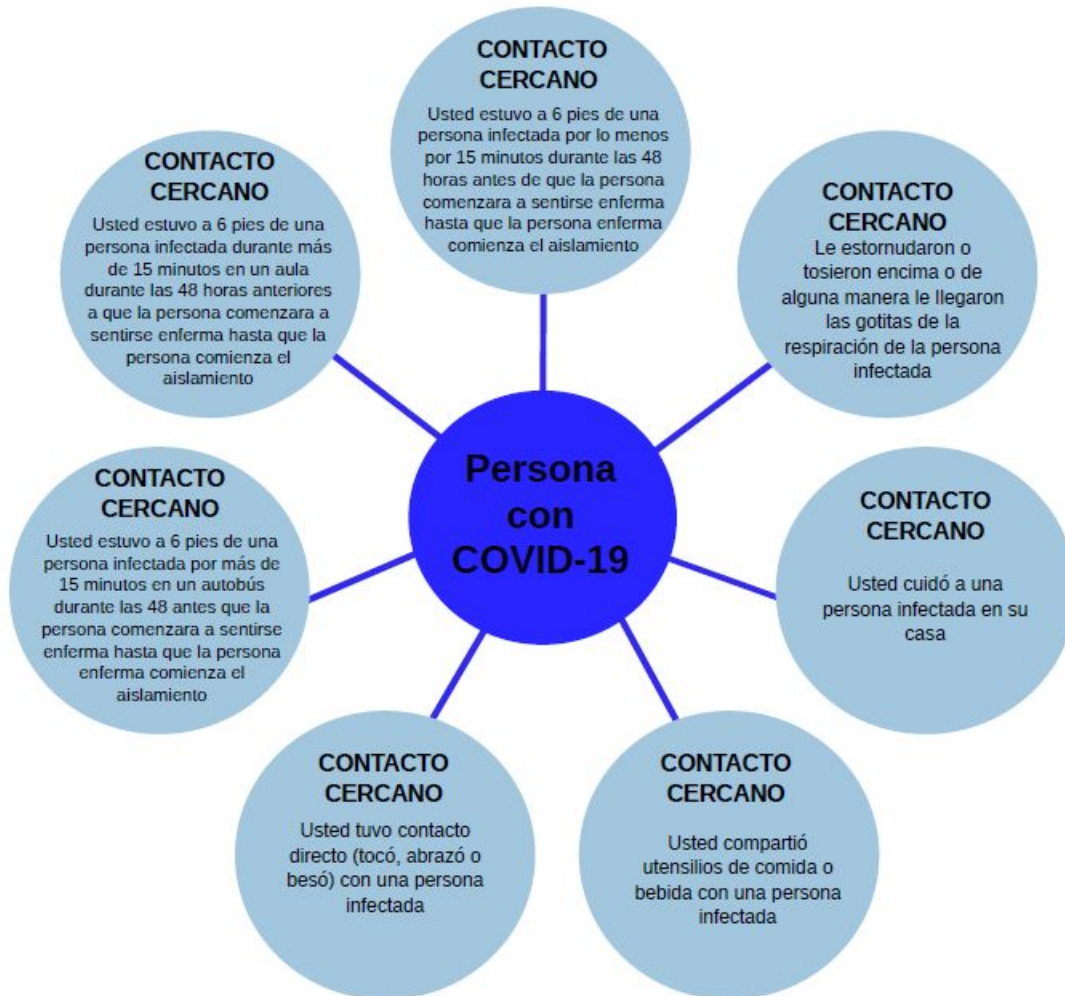 CONTACTO
CERCANO
Usted estuvo a 6 pies de una
persona infectada por lo menos
por 15 minutos durante las 48
horas antes de que la persona
comenzara a sentirse enferma
hasta que la persona enferma
comienza el aislamiento
CONTACTO
CERCANO
Le estornudaron o
tosieron encima o de
alguna manera le llegaron
las gotitas de la
respiración de la persona
infectada
CONTACTO
CERCANO
Usted cuidó a una
persona infectada en su
casa
CONTACTO
CERCANO
Usted compartió
utensilios de comida o
bebida con una persona
infectada
CONTACTO
CERCANO
Usted tuvo contacto
directo (tocó, abrazó o
besó) con una persona
infectada
CONTACTO
CERCANO
Usted estuvo a 6 pies de una
persona infectada por más de
15 minutos en un autobús
durante las 48 antes que la
persona comenzara a sentirse
enferma hasta que la persona
enferma comienza el
aislamiento
CONTACTO
CERCANO
Usted estuvo a 6 pies de una
persona infectada durante más
de 15 minutos en un aula
durante las 48 horas anteriores
a que la persona comenzara a
sentirse enferma hasta que la
persona comienza el
aislamiento
Persona
con
COVID-19